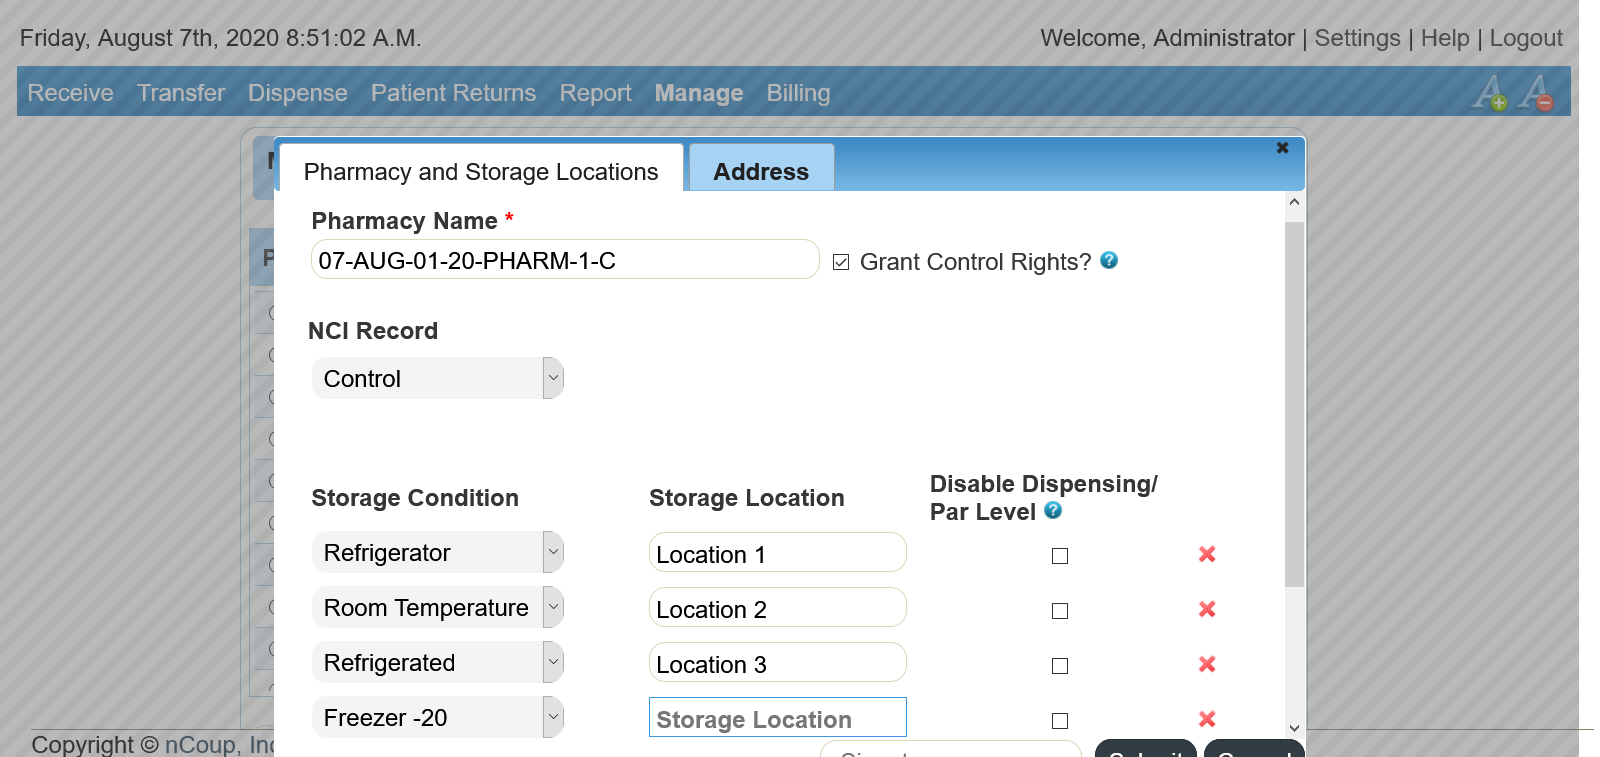 Friday, August 7th, 2020 8:51:02 A.M.
Welcome, Administrator | Settings | Help | Logout
Receive Transfer Dispense Patient Returns Report Manage Billing
Pharmacy and Storage Locations Address
Pharmacy Name *
07-AUG-01-20-PHARM-1-C Grant Control Rights?
NCI Record
Control
Storage Condition Storage Location Disable Dispensing/
Par Level
Refrigerator Location 1
Room Temperature Location 2
Refrigerated Location 3
Freezer -20 Storage Location
Copyright © nCoup, Inc
Submit Cancel